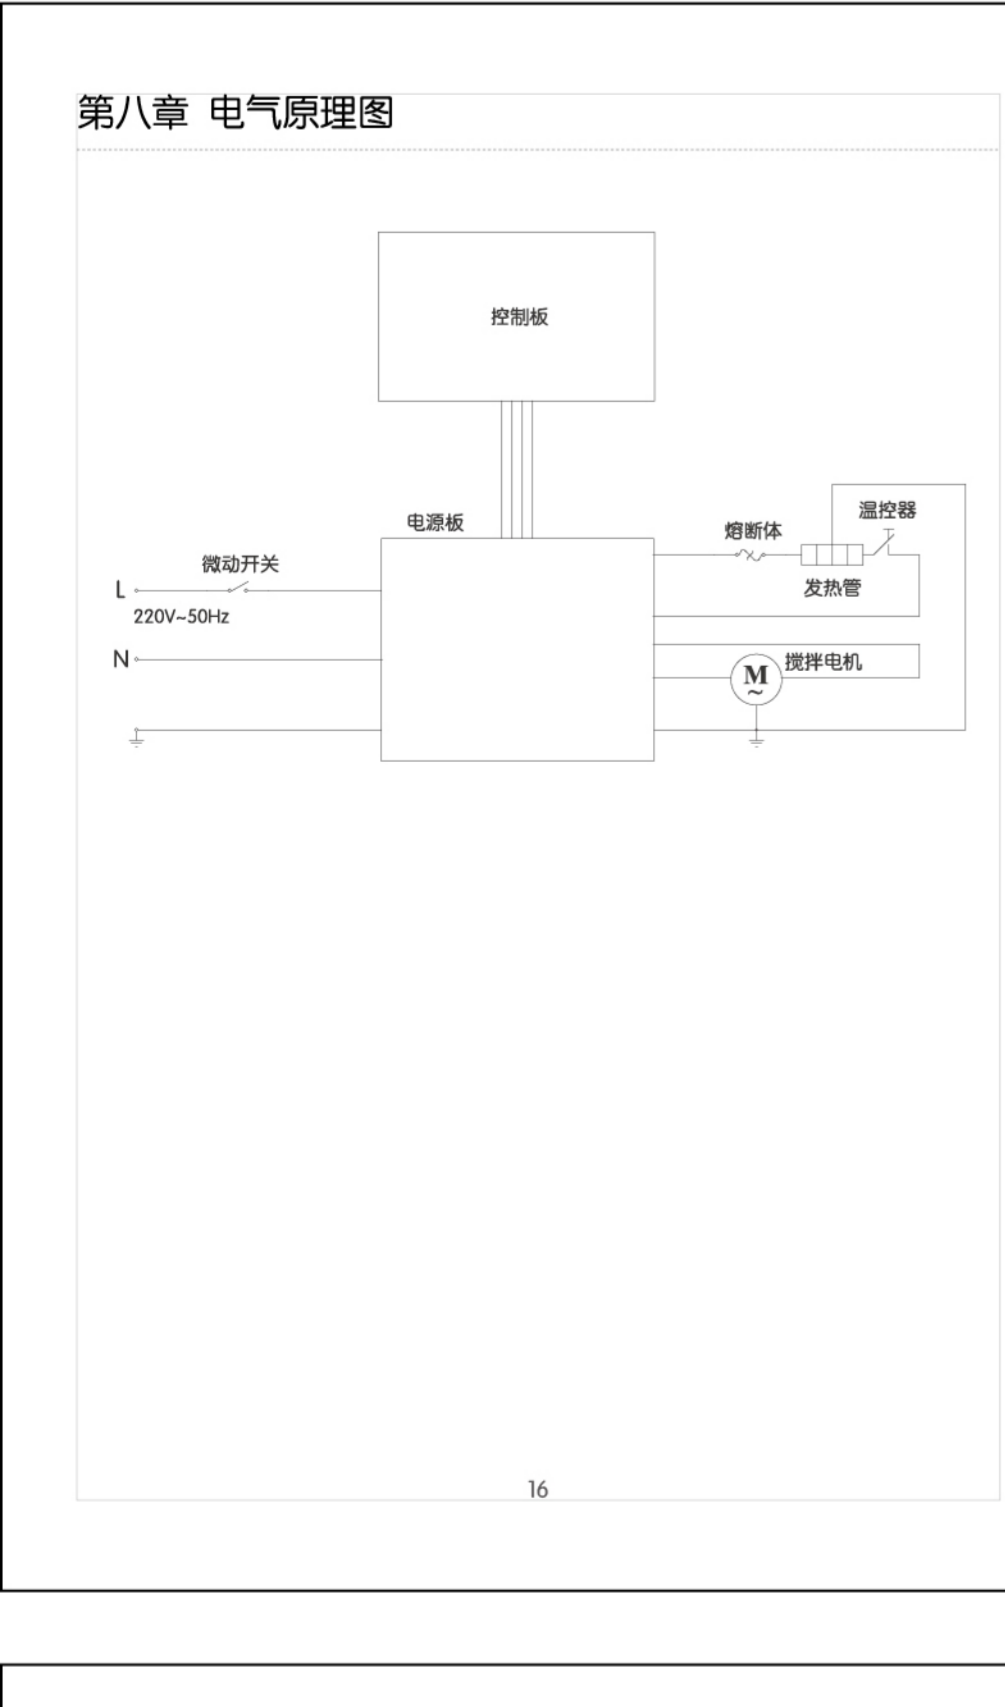 第八章 电气原理图
控制板
电源板
微动开关
L
220V~50Hz
N
熔断体
温控器
发热管
搅拌电机
M
~
16